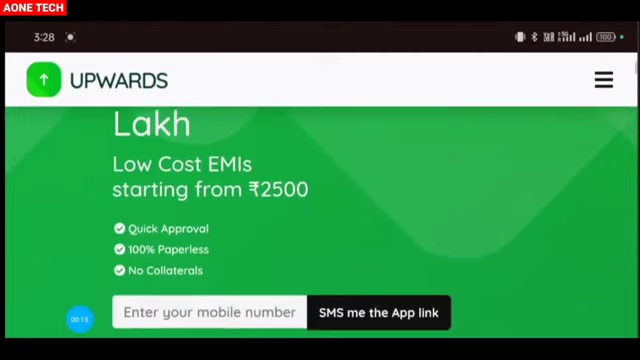 AONE TECH
3:28
100
UPWARDS
Lakh
Low Cost EMIs
starting from ₹2500
Quick Approval
100% Paperless
No Collaterals
Enter your mobile number
SMS me the App link
00:15